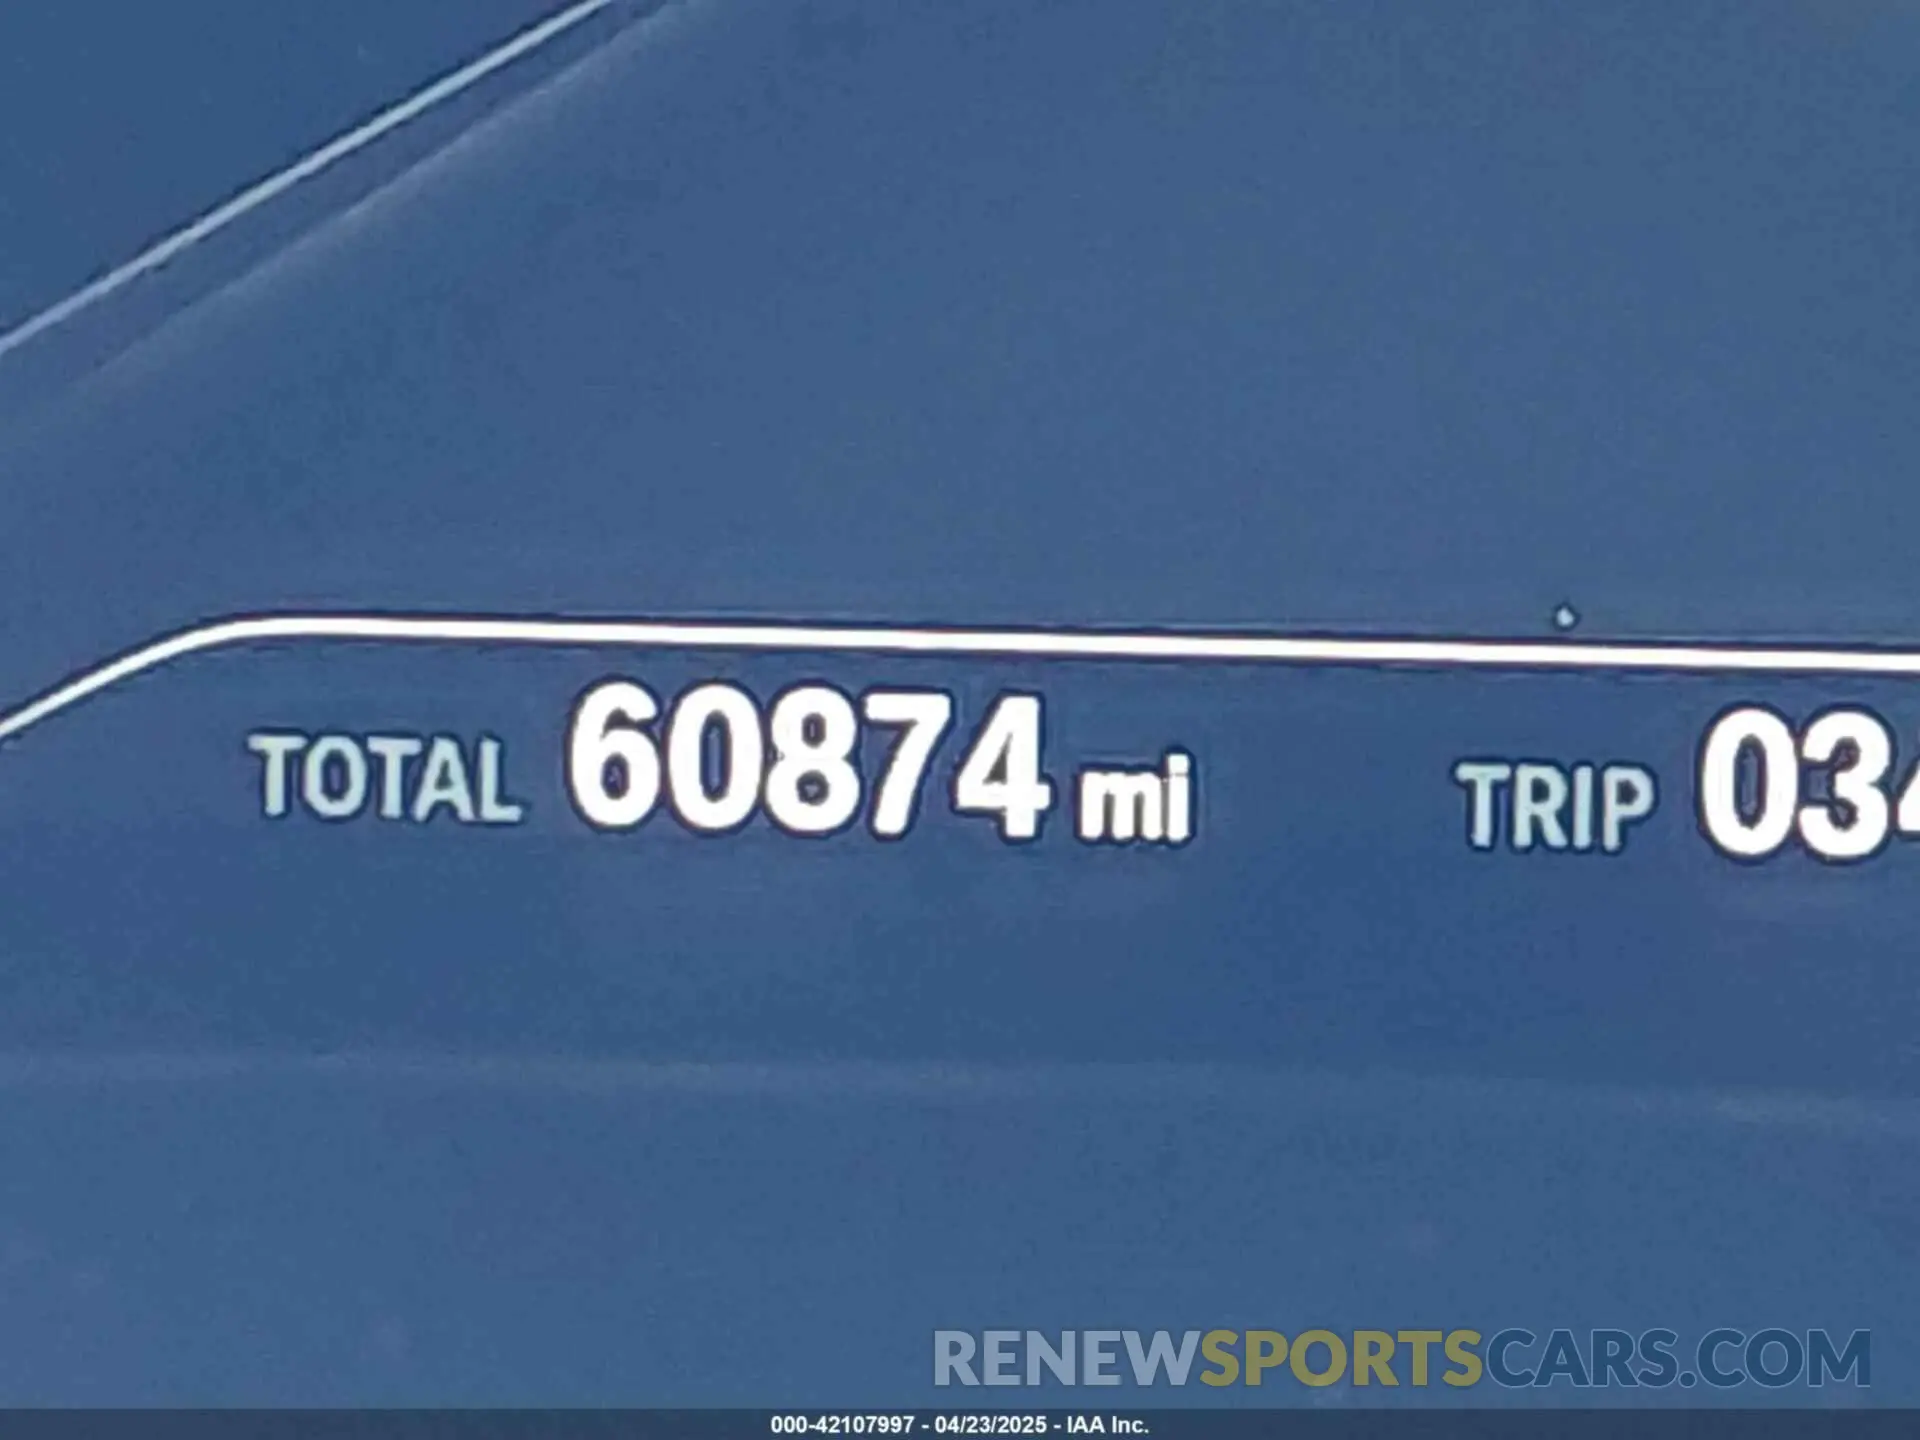 TOTAL 60874 mi TRIP 03
RENEWSPORTSCARS.COM
000-42107997 - 04/23/2025 - IAA Inc.